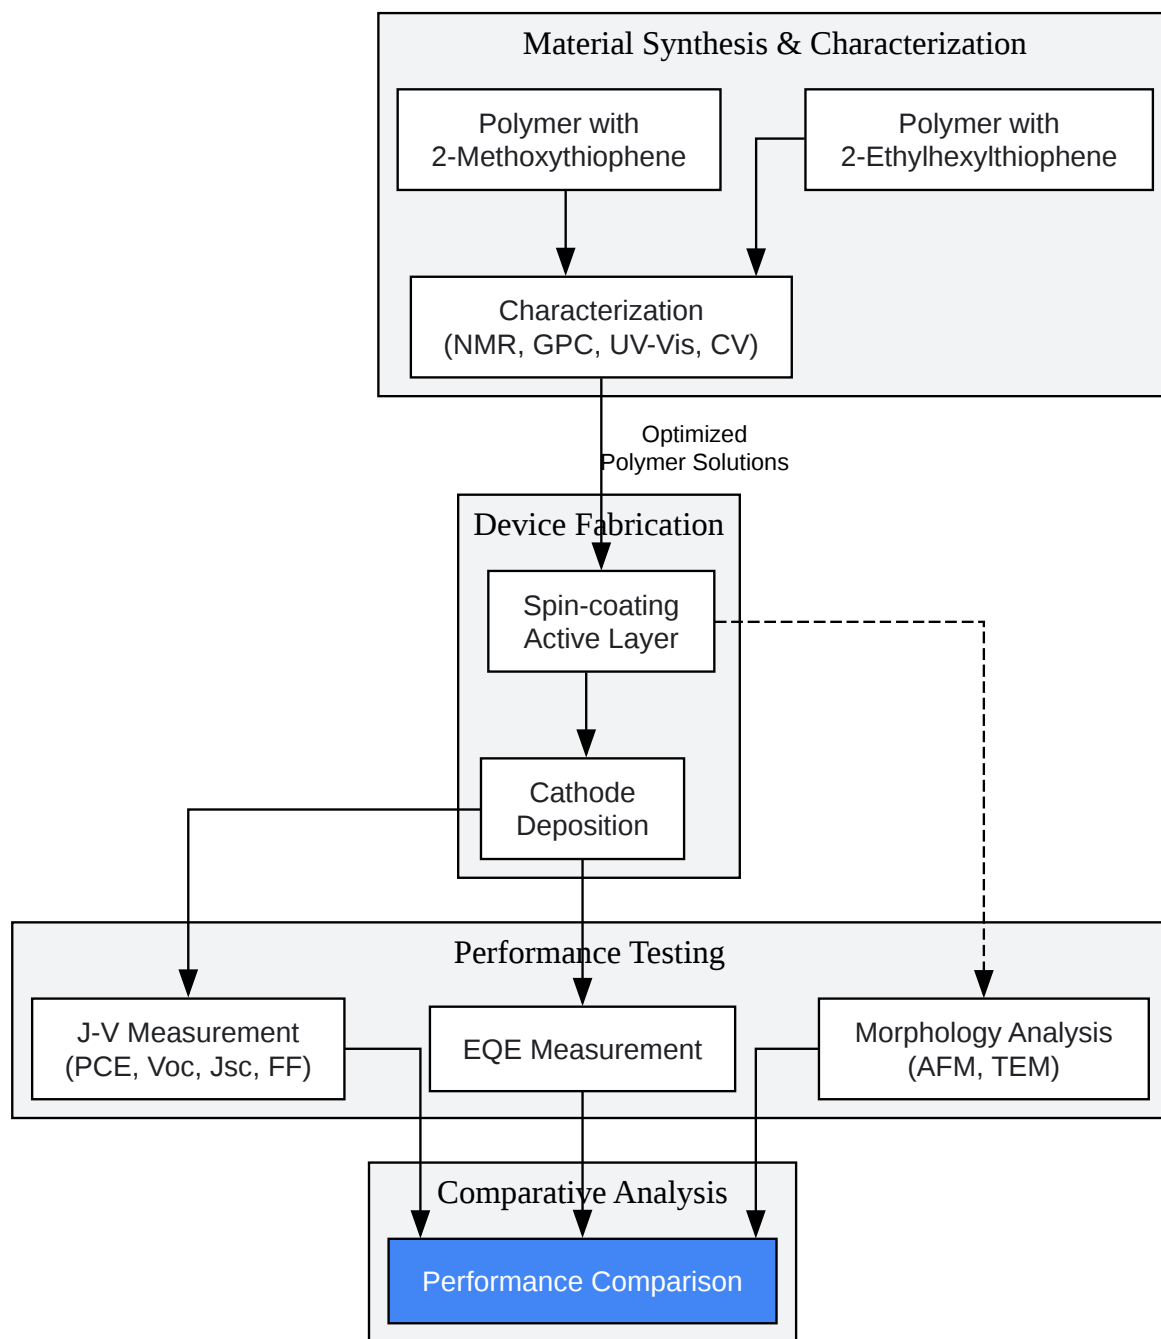 Material Synthesis & Characterization
Polymer with
2-Methoxythiophene
Polymer with
2-Ethylhexylthiophene
Characterization
(NMR, GPC, UV-Vis, CV)
Optimized
Polymer Solutions
Device Fabrication
Spin-coating
Active Layer
Cathode
Deposition
Performance Testing
J-V Measurement
(PCE, Voc, Jsc, FF)
EQE Measurement
Morphology Analysis
(AFM, TEM)
Comparative Analysis
Performance Comparison